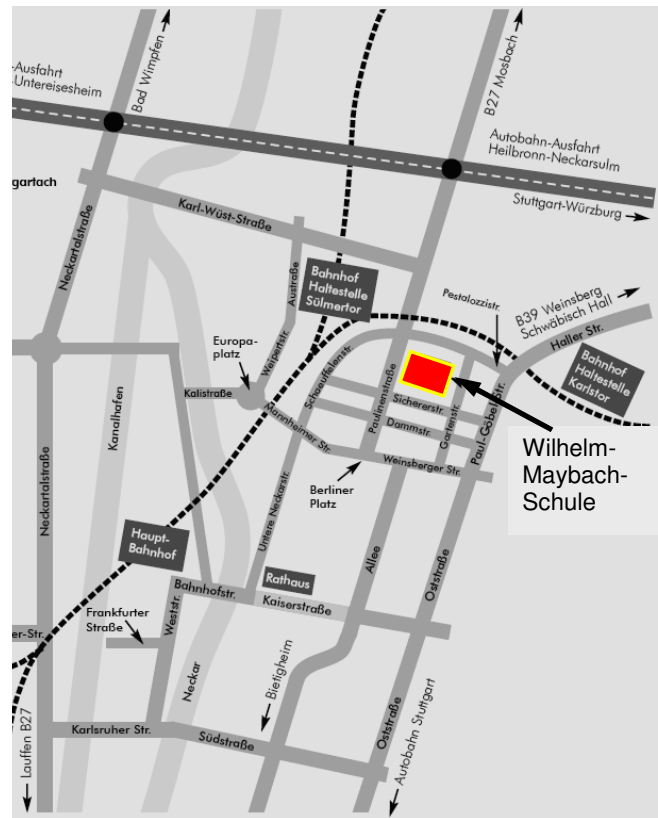 -Ausfahrt
-Untereisesheim
Bad Wimpfen
B27 Mosbach
Autobahn-Ausfahrt
Heilbronn-Neckarsulm
Stuttgart-Würzburg
gartach
Neckartalstraße
Karl-Wüst-Straße
Austraße
Bahnhof
Haltestelle
Sülmertor
Pestalozzistr.
B39 Weinsberg
Schwäbisch Hall
Haller Str.
Europa-
platz
Weipertstr.
Schaeuffelenstr.
Paulinenstraße
Bahnhof
Haltestelle
Karlstor
Kalistraße
Sichererstr.
Dammstr.
Gartenstr.
Paul-Göbel-Str.
Mannheimer Str.
Weinsberger Str.
Wilhelm-
Maybach-
Schule
Kanalhafen
Berliner
Platz
Neckartalstraße
Untere Neckarstr.
Haupt-
Bahnhof
Allee
Oststraße
Rathaus
Bahnhofstr.
Kaiserstraße
Frankfurter
Straße
Weststr.
er-Str.
Neckar
Bietigheim
Karlsruher Str.
Südstraße
Oststraße
Lauffen B27
Autobahn Stuttgart